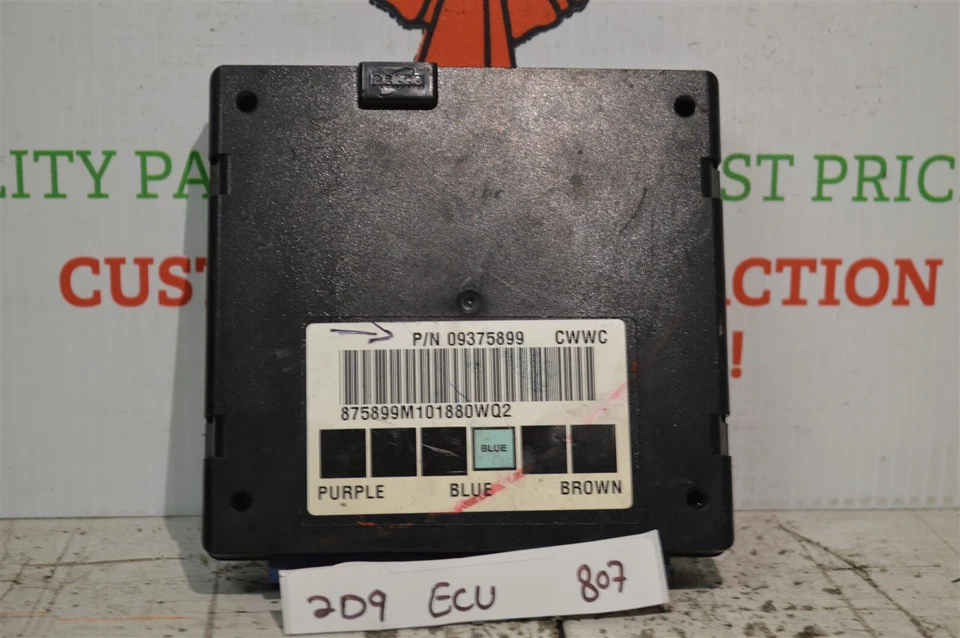 LITY PA
ST PRIC
CUST
ACTION
!
P/N 09375899 CWWC
875899M101880WQ2
BLUE
PURPLE BLUE BROWN
2D9 ECU 807